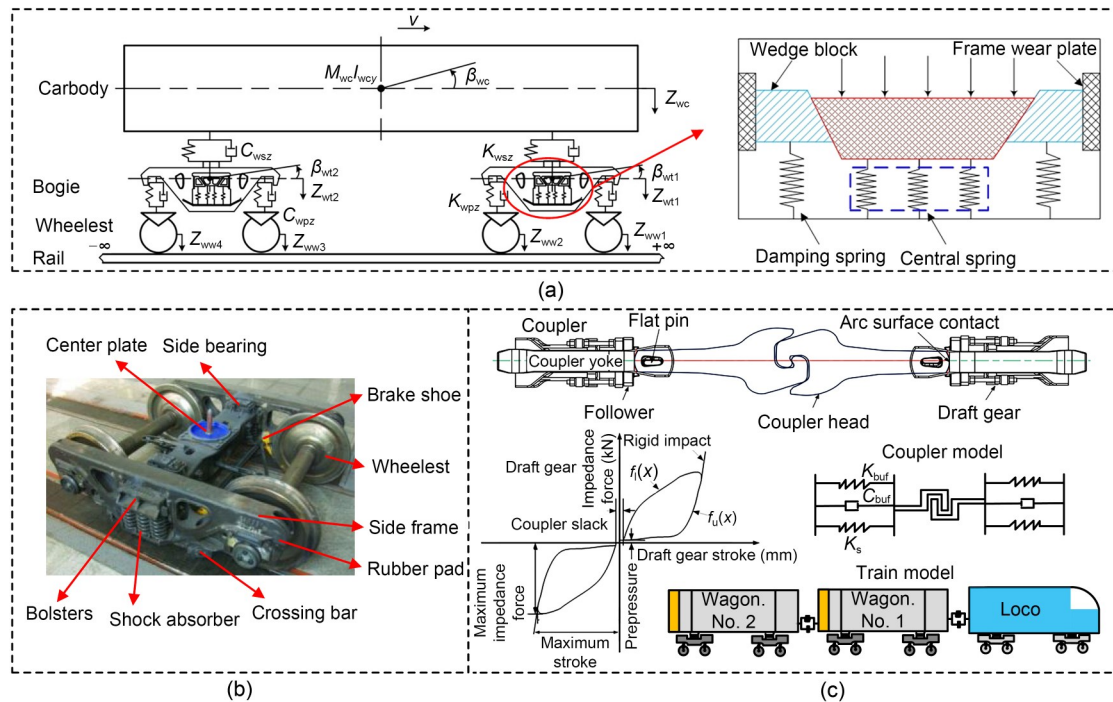 v
Wedge block
Frame wear plate
Carbody
M_wc I_wcy
β_wc
Z_wc
C_wsz
K_wsz
β_wt2
β_wt1
Bogie
Z_wt2
K_wpz
Z_wt1
C_wpz
Wheelest
Z_ww4
Z_ww3
Z_ww2
Z_ww1
−∞
+∞
Rail
Damping spring
Central spring
(a)
Center plate
Side bearing
Brake shoe
Wheelest
Side frame
Rubber pad
Bolsters
Shock absorber
Crossing bar
(b)
Coupler
Flat pin
Arc surface contact
Coupler yoke
Follower
Coupler head
Draft gear
Impedance
force (kN)
Rigid impact
Draft gear
f_l(x)
Coupler slack
f_u(x)
Draft gear stroke (mm)
Maximum
impedance
force
Prepressure
Maximum
stroke
Coupler model
K_buf
C_buf
K_s
Train model
Wagon.
No. 2
Wagon.
No. 1
Loco
(c)